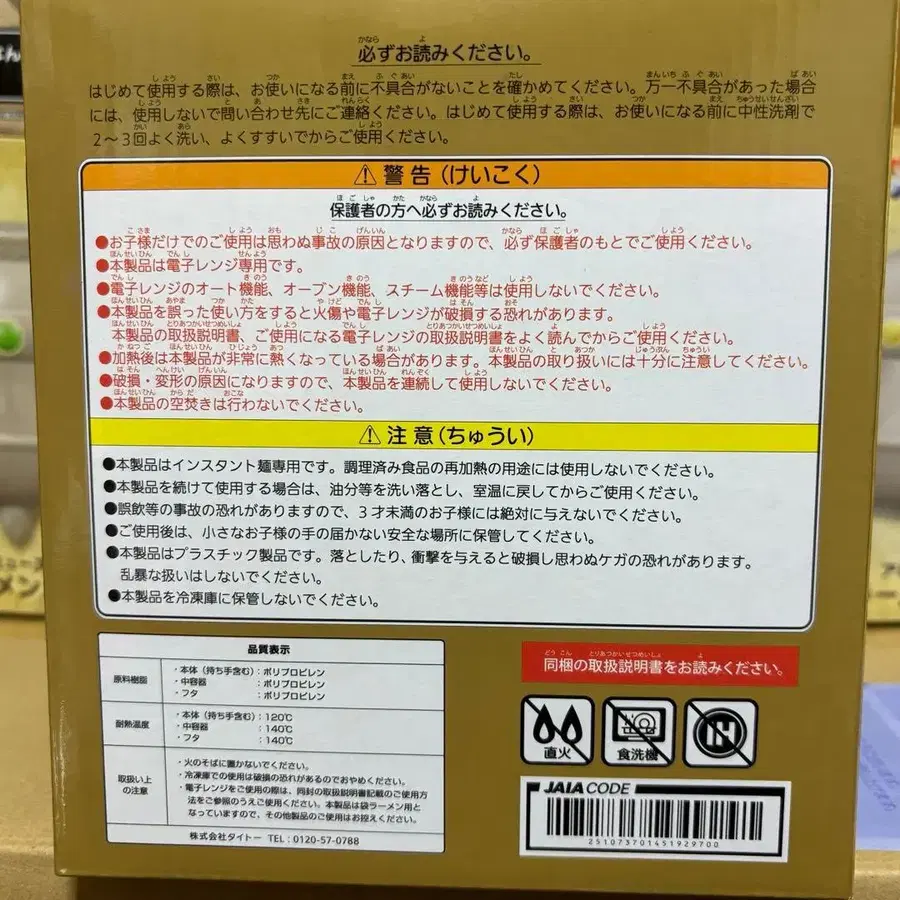 必ずお読みください。
はじめて使用する際は、お使いになる前に不具合がないことを確かめてください。万一不具合があった場合
には、使用しないで問い合わせ先にご連絡ください。はじめて使用する際は、お使いになる前に中性洗剤で
2～3回よく洗い、よくすすいでからご使用ください。
⚠ 警告(けいこく)
保護者の方へ必ずお読みください。
●お子様だけでのご使用は思わぬ事故の原因となりますので、必ず保護者のもとでご使用ください。
●本製品は電子レンジ専用です。
●電子レンジのオート機能、オーブン機能、スチーム機能等は使用しないでください。
●本製品を誤った使い方をすると火傷や電子レンジが破損する恐れがあります。
本製品の取扱説明書、ご使用になる電子レンジの取扱説明書をよく読んでからご使用ください。
●加熱後は本製品が非常に熱くなっている場合があります。本製品の取り扱いには十分に注意してください。
●破損・変形の原因になりますので、本製品を連続して使用しないでください。
●本製品の空焚きは行わないでください。
⚠ 注意(ちゅうい)
●本製品はインスタント麺専用です。調理済み食品の再加熱の用途には使用しないでください。
●本製品を続けて使用する場合は、油分等を洗い落とし、室温に戻してからご使用ください。
●誤飲等の事故の恐れがありますので、3才未満のお子様には絶対に与えないでください。
●ご使用後は、小さなお子様の手の届かない安全な場所に保管してください。
●本製品はプラスチック製品です。落としたり、衝撃を与えると破損し思わぬケガの恐れがあります。
乱暴な扱いはしないでください。
●本製品を冷凍庫に保管しないでください。
品質表示
原料樹脂
・本体（持ち手含む）：ポリプロピレン
・中容器：ポリプロピレン
・フタ：ポリプロピレン
耐熱温度
・本体（持ち手含む）：120℃
・中容器：140℃
・フタ：140℃
取扱い上の注意
・火のそばに置かないでください。
・冷凍庫での使用は破損の恐れがあるのでおやめください。
・電子レンジをご使用の際は、同封の取扱説明書記載のご使用方
法をご参照のうえご使用ください。本製品は袋ラーメン用と
なっていますので、その他製品のご使用はお控えください。
株式会社タイトー TEL：0120-57-0788
同梱の取扱説明書をお読みください。
直火
食洗機
IH
JAIA CODE
2510737014519297​00